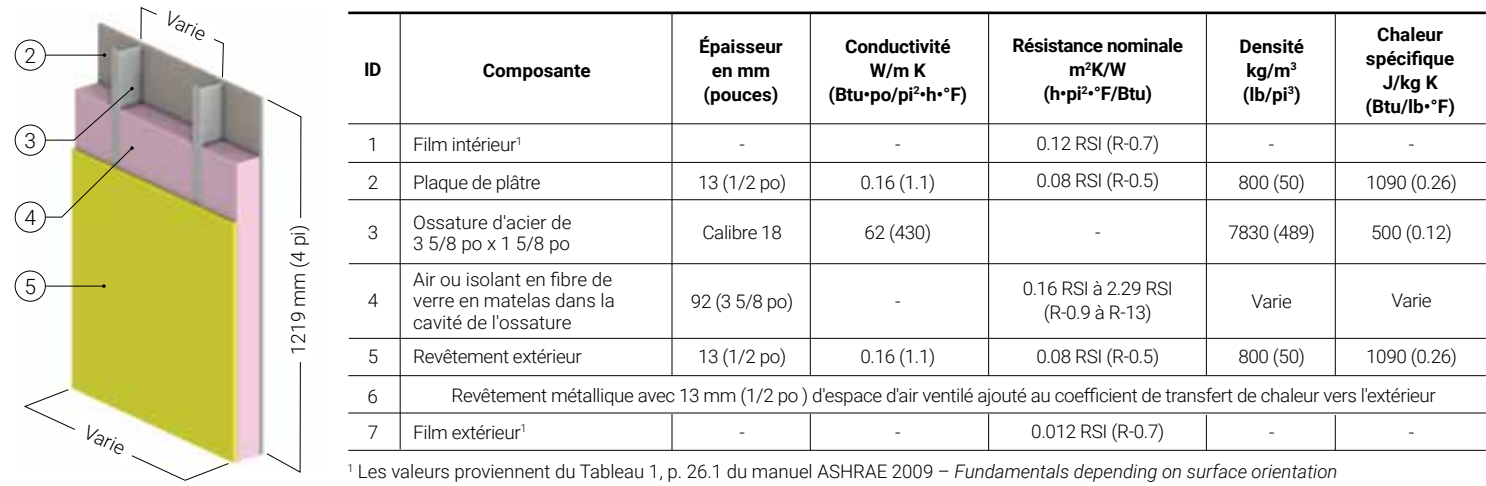 Varie
2
3
4
5
1219 mm (4 pi)
Varie
ID | Composante | Épaisseur en mm (pouces) | Conductivité W/m K (Btu•po/pi²•h•°F) | Résistance nominale m²K/W (h•pi²•°F/Btu) | Densité kg/m³ (lb/pi³) | Chaleur spécifique J/kg K (Btu/lb•°F)
1 | Film intérieur¹ | - | - | 0.12 RSI (R-0.7) | - | -
2 | Plaque de plâtre | 13 (1/2 po) | 0.16 (1.1) | 0.08 RSI (R-0.5) | 800 (50) | 1090 (0.26)
3 | Ossature d'acier de 3 5/8 po x 1 5/8 po | Calibre 18 | 62 (430) | - | 7830 (489) | 500 (0.12)
4 | Air ou isolant en fibre de verre en matelas dans la cavité de l'ossature | 92 (3 5/8 po) | - | 0.16 RSI à 2.29 RSI (R-0.9 à R-13) | Varie | Varie
5 | Revêtement extérieur | 13 (1/2 po) | 0.16 (1.1) | 0.08 RSI (R-0.5) | 800 (50) | 1090 (0.26)
6 | Revêtement métallique avec 13 mm (1/2 po ) d'espace d'air ventilé ajouté au coefficient de transfert de chaleur vers l'extérieur
7 | Film extérieur¹ | - | - | 0.012 RSI (R-0.7) | - | -
¹ Les valeurs proviennent du Tableau 1, p. 26.1 du manuel ASHRAE 2009 – Fundamentals depending on surface orientation